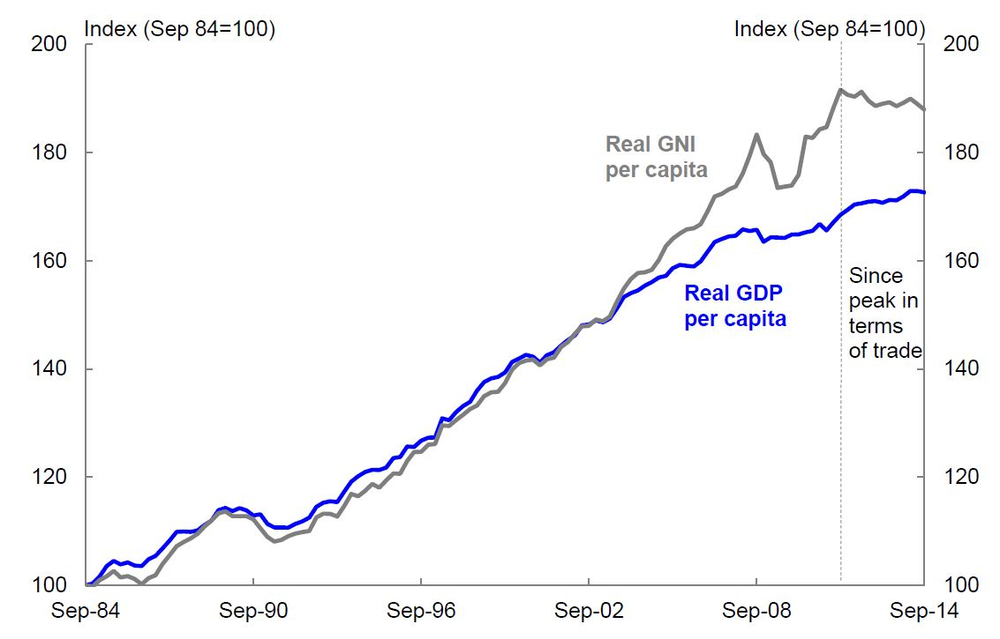 Index (Sep 84=100)
Index (Sep 84=100)
200
200
180
180
160
160
140
140
120
120
100
100
Real GNI
per capita
Real GDP
per capita
Since
peak in
terms
of trade
Sep-84
Sep-90
Sep-96
Sep-02
Sep-08
Sep-14